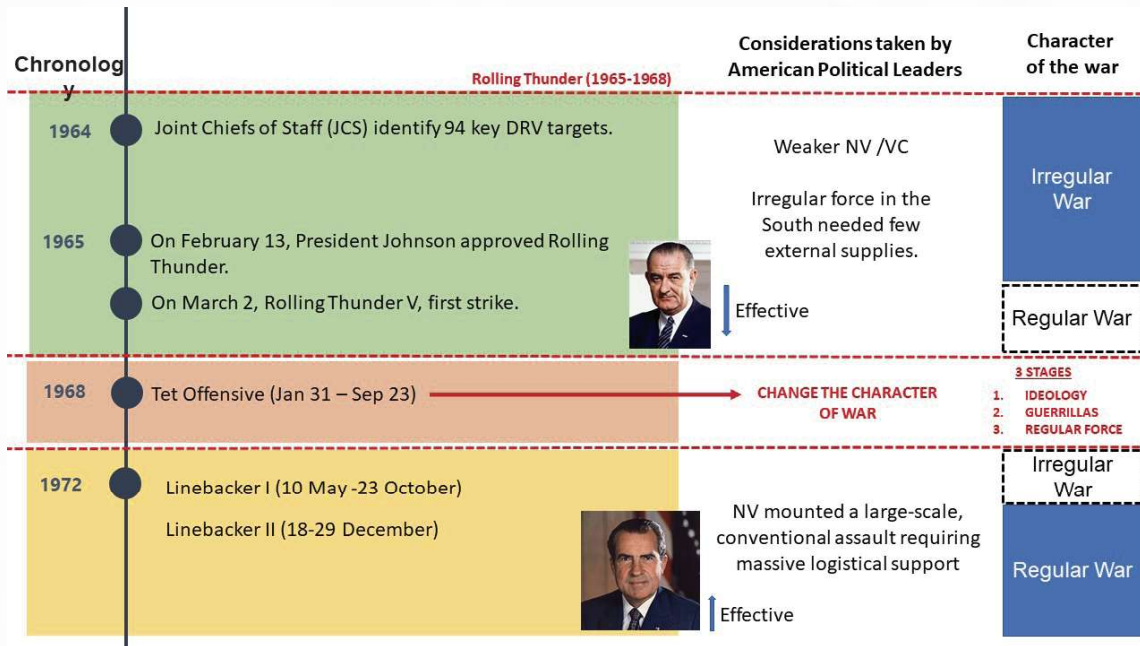 Chronolog
y
Rolling Thunder (1965-1968)
Considerations taken by
American Political Leaders
Character
of the war
1964
Joint Chiefs of Staff (JCS) identify 94 key DRV targets.
Weaker NV /VC
Irregular force in the
South needed few
external supplies.
Irregular
War
1965
On February 13, President Johnson approved Rolling
Thunder.
On March 2, Rolling Thunder V, first strike.
Effective
Regular War
1968
Tet Offensive (Jan 31 – Sep 23)
CHANGE THE CHARACTER
OF WAR
3 STAGES
1. IDEOLOGY
2. GUERRILLAS
3. REGULAR FORCE
1972
Linebacker I (10 May -23 October)
Linebacker II (18-29 December)
NV mounted a large-scale,
conventional assault requiring
massive logistical support
Effective
Irregular
War
Regular War